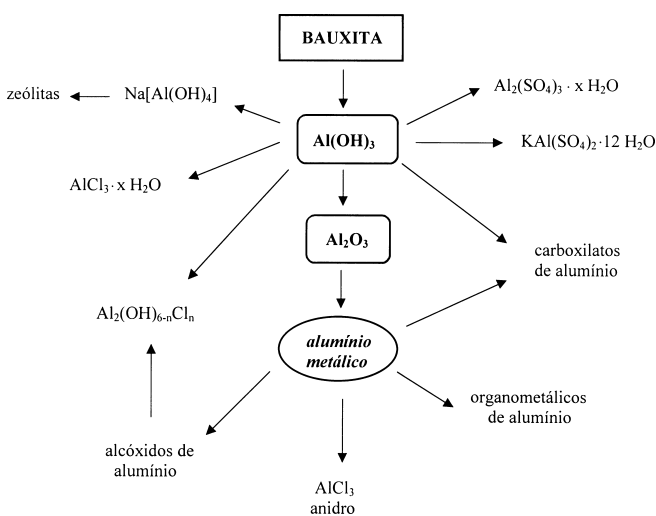 BAUXITA
zeólitas
Na[Al(OH)₄]
Al₂(SO₄)₃ · x H₂O
Al(OH)₃
KAl(SO₄)₂·12 H₂O
AlCl₃· x H₂O
Al₂O₃
carboxilatos
de alumínio
Al₂(OH)₆₋ₙClₙ
alumínio
metálico
organometálicos
de alumínio
alcóxidos de
alumínio
AlCl₃
anidro